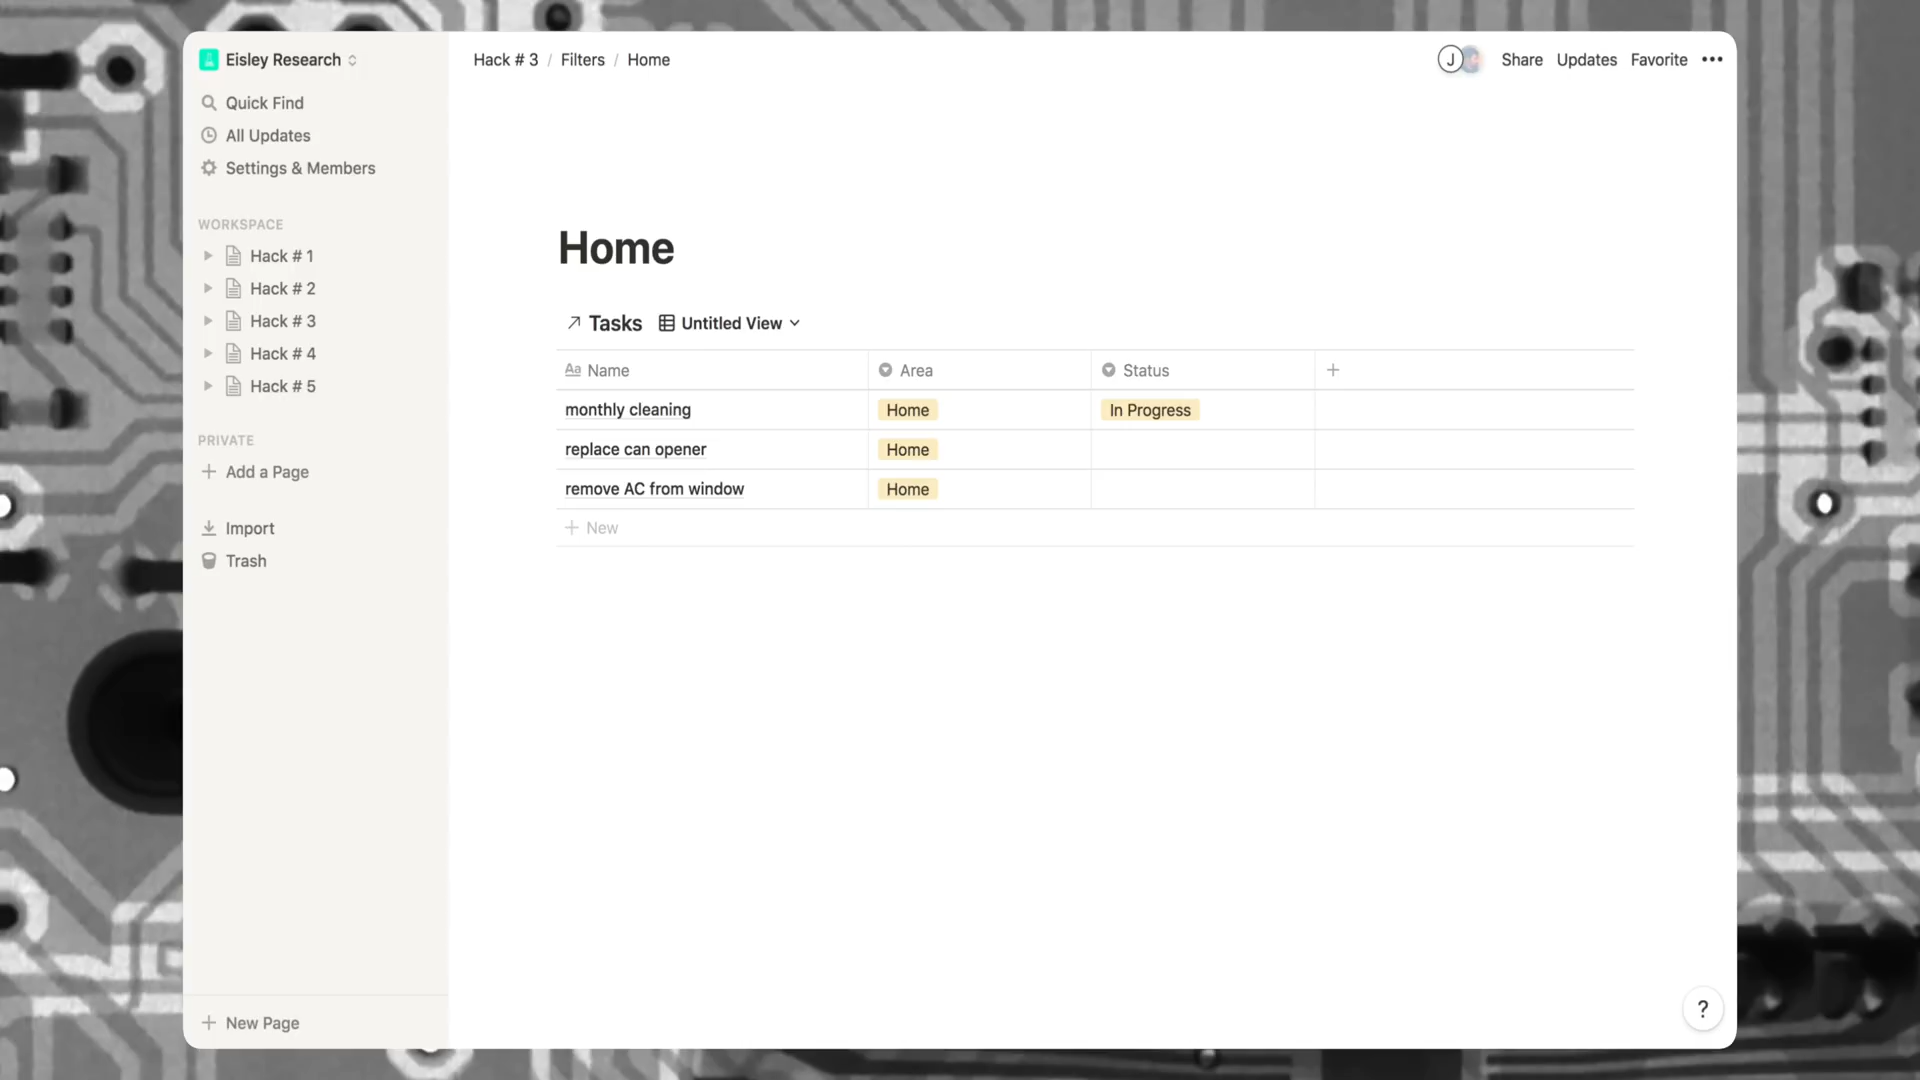 Eisley Research
Quick Find
All Updates
Settings & Members
WORKSPACE
Hack # 1
Hack # 2
Hack # 3
Hack # 4
Hack # 5
PRIVATE
Add a Page
Import
Trash
New Page
Hack # 3 / Filters / Home
J Share Updates Favorite •••
Home
Tasks Untitled View
Aa Name Area Status +
monthly cleaning Home In Progress
replace can opener Home
remove AC from window Home
+ New
?